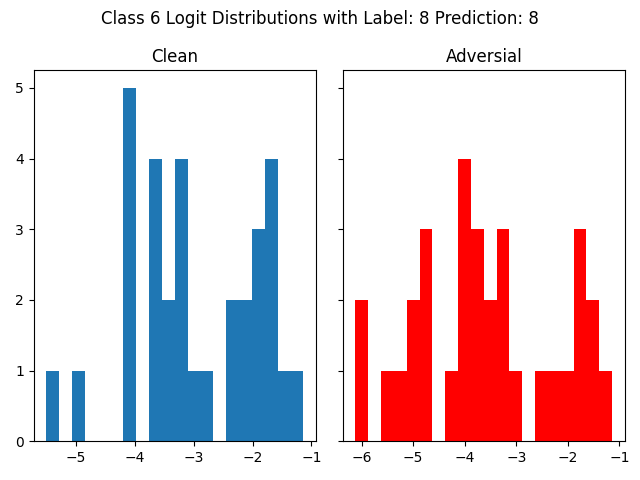 Class 6 Logit Distributions with Label: 8 Prediction: 8
Clean
Adversial
5
4
3
2
1
0
−5 −4 −3 −2 −1
−6 −5 −4 −3 −2 −1